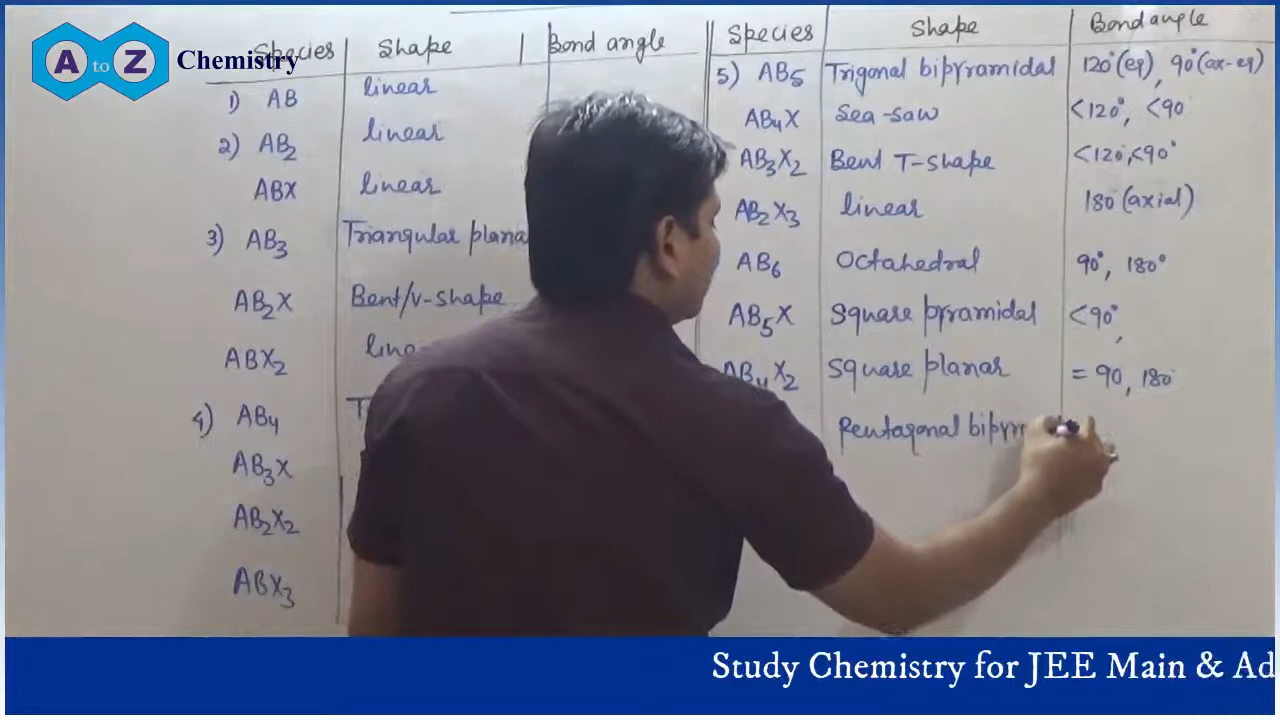 A to Z Chemistry
Species Shape Bond angle
1) AB linear
2) AB₂ linear
ABX linear
3) AB₃ Triangular plana
AB₂X Bent/v-shape
ABX₂
4) AB₄
AB₃X
AB₂X₂
ABX₃
Species Shape Bond angle
5) AB₅ Trigonal bipyramidal 120°(eq), 90°(ax-eq)
AB₄X Sea-saw <120°, <90
AB₃X₂ Bent T-shape <120°,<90°
AB₂X₃ linear 180(axial)
AB₆ Octahedral 90°, 180°
AB₅X Square pyramidal <90°,
AB₄X₂ Square planar = 90, 180
Pentagonal bipyr
Study Chemistry for JEE Main & Ad